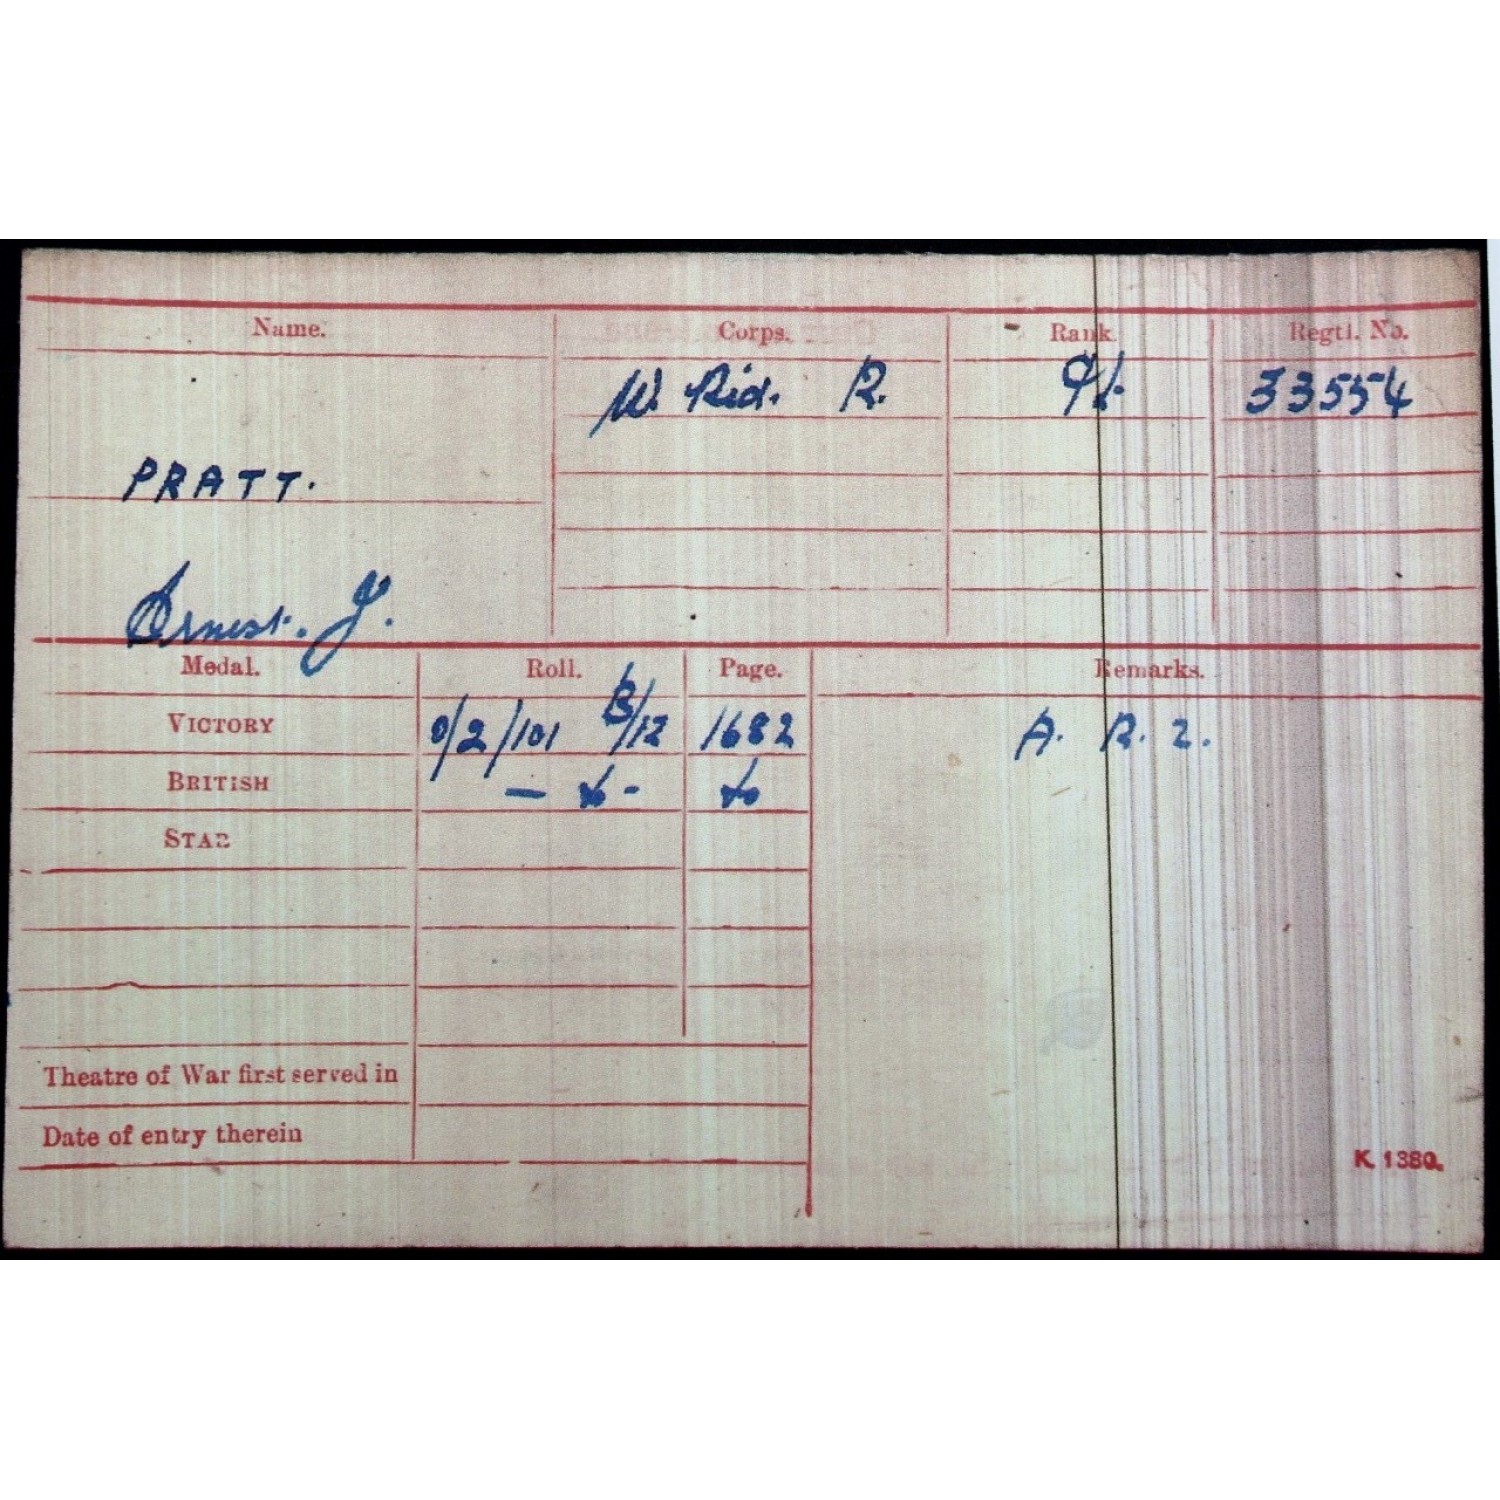 Name. Corps. Rank Regtl. No.
W. Rid. R. Pt. 33554
PRATT.
Ernest. J.
Medal. Roll. Page. Remarks.
VICTORY 0/2/101 B/12 1682 A. R. 2.
BRITISH - do - do
STAR
Theatre of War first served in
Date of entry therein
K. 1380.